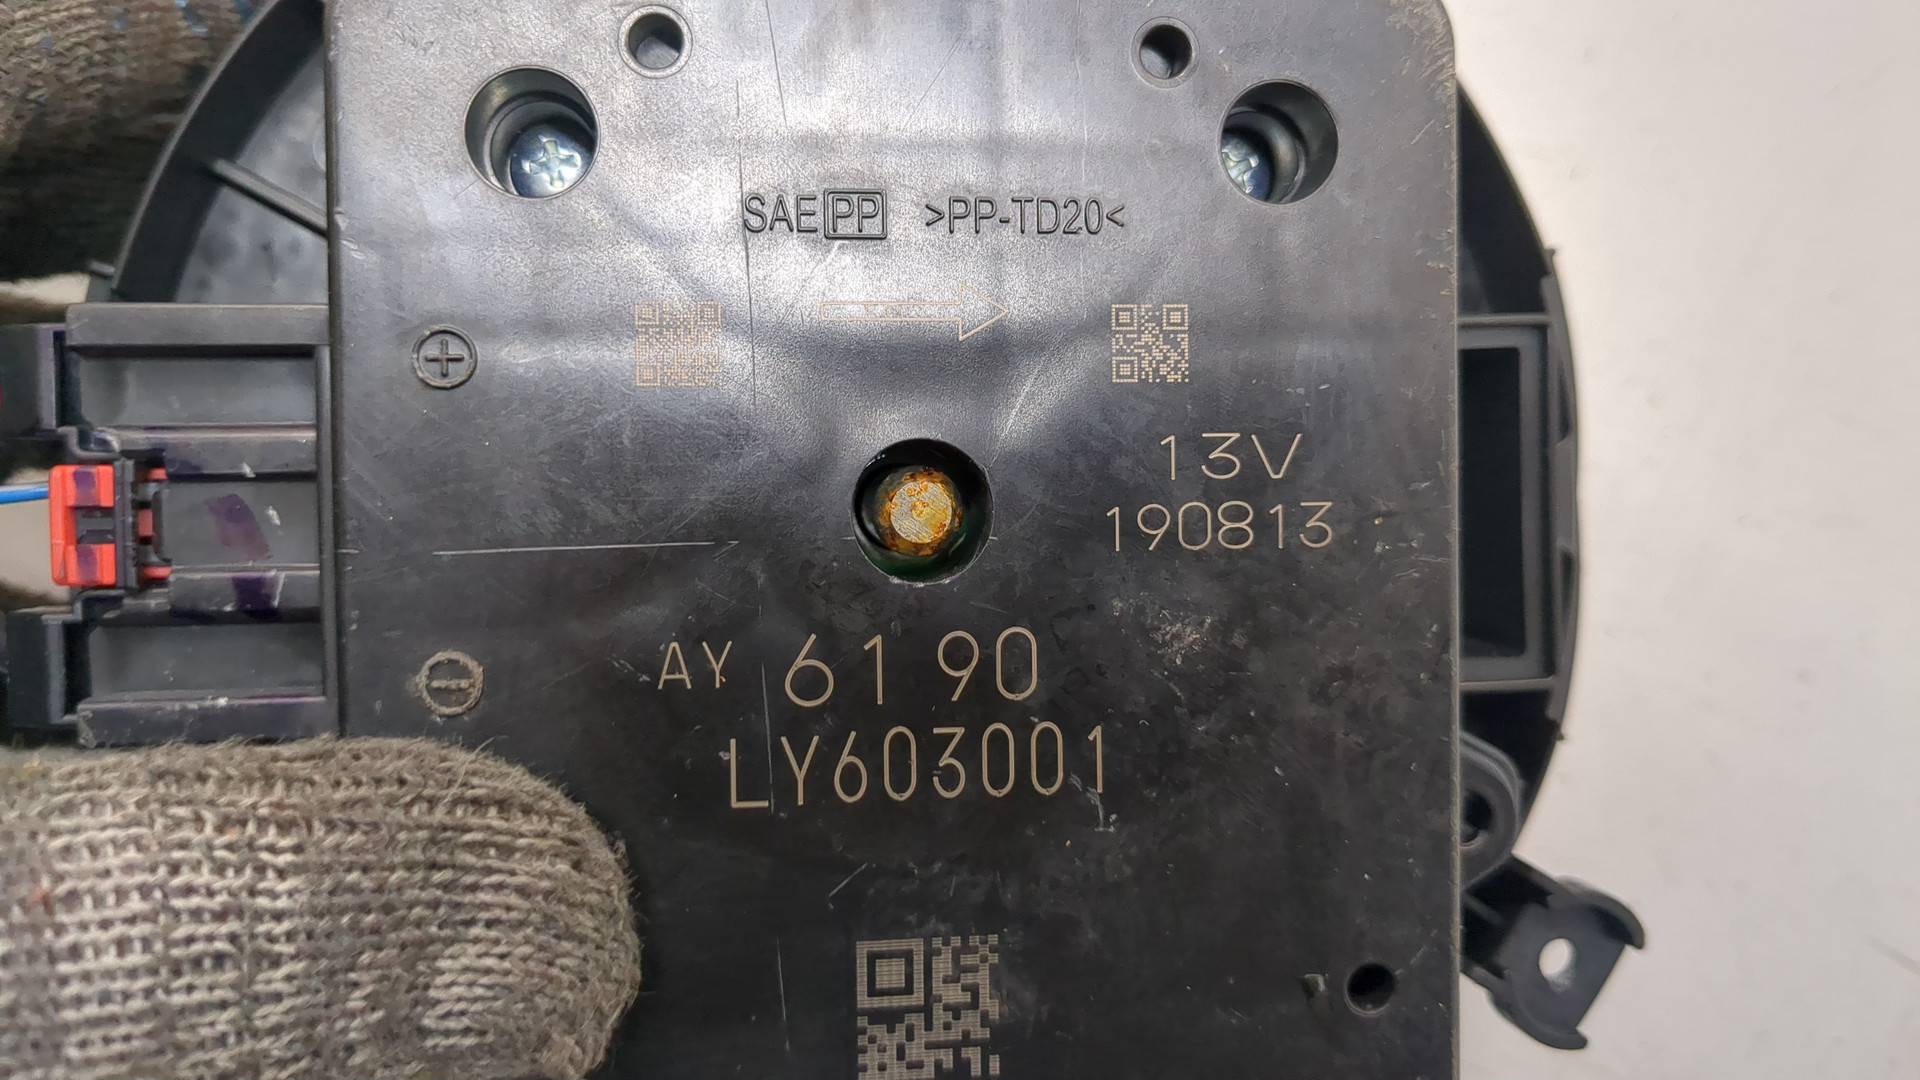 SAE PP >PP-TD20<
13V
190813
AY 6190
LY603001